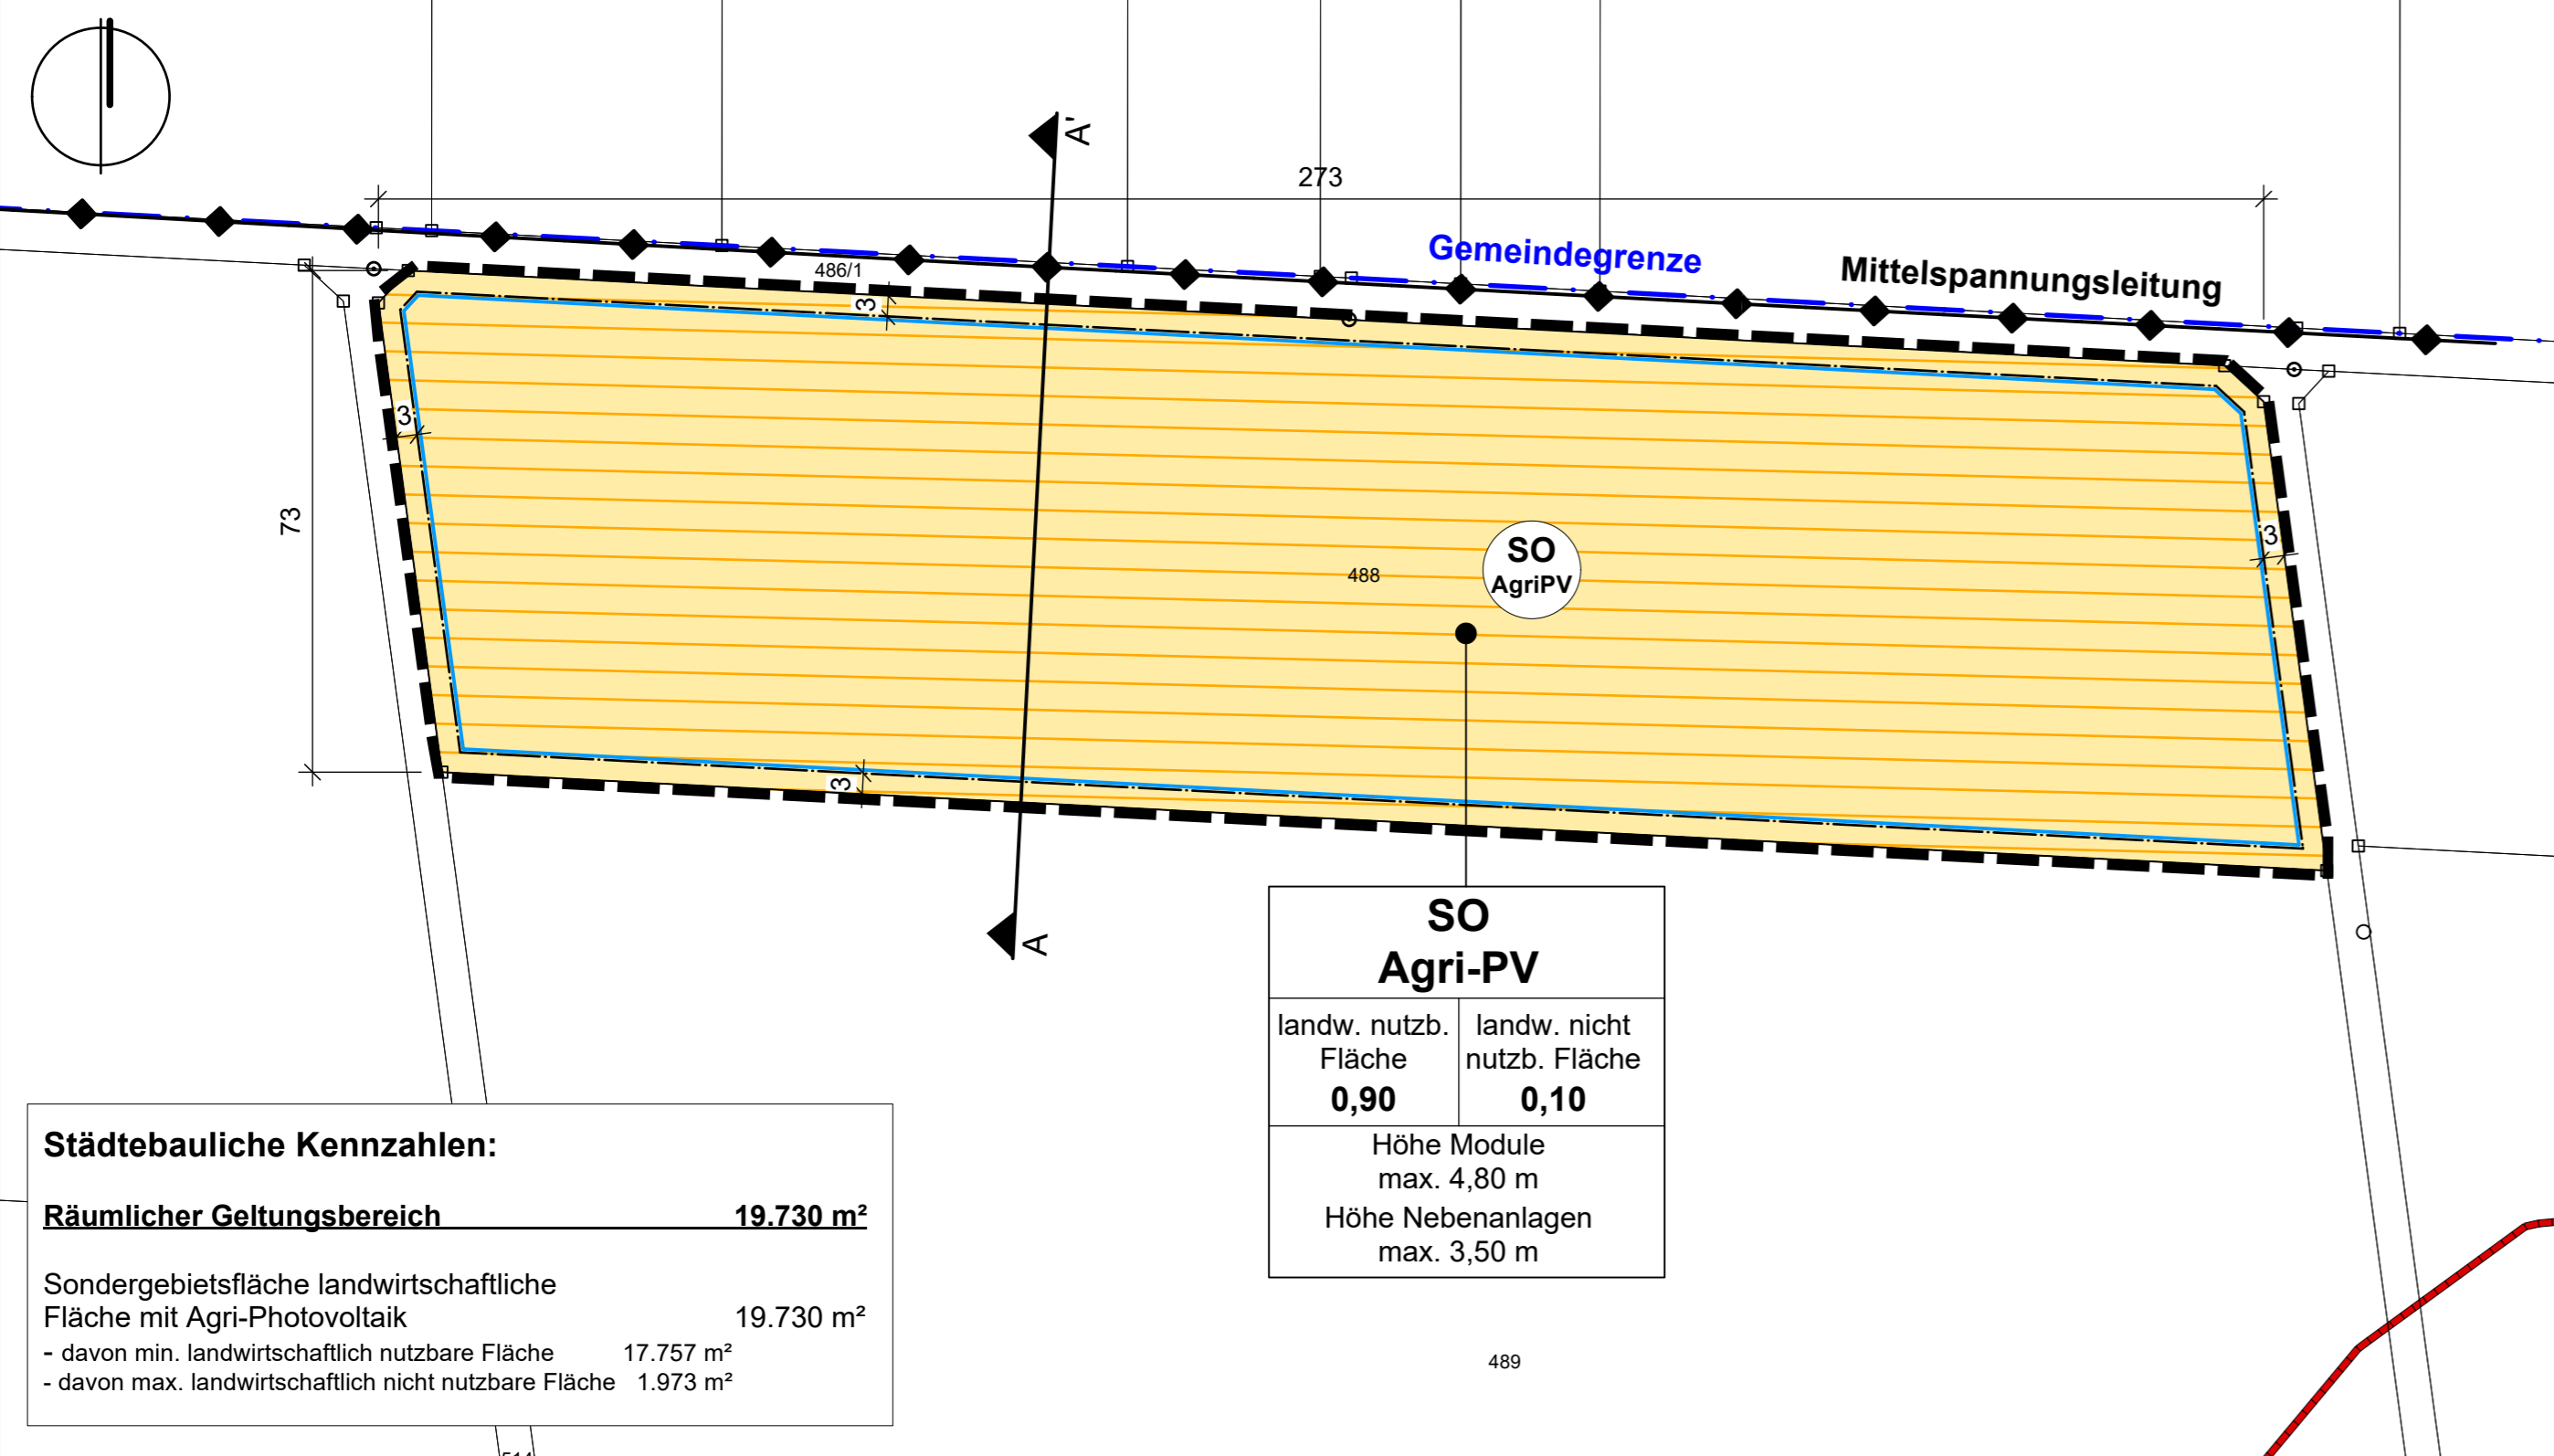 A'
273
Gemeindegrenze
Mittelspannungsleitung
486/1
3
3
73
SO
AgriPV
488
3
3
A
SO
Agri-PV
landw. nutzb.
Fläche
0,90
landw. nicht
nutzb. Fläche
0,10
Höhe Module
max. 4,80 m
Höhe Nebenanlagen
max. 3,50 m
Städtebauliche Kennzahlen:
Räumlicher Geltungsbereich 19.730 m²
Sondergebietsfläche landwirtschaftliche
Fläche mit Agri-Photovoltaik 19.730 m²
- davon min. landwirtschaftlich nutzbare Fläche 17.757 m²
- davon max. landwirtschaftlich nicht nutzbare Fläche 1.973 m²
489